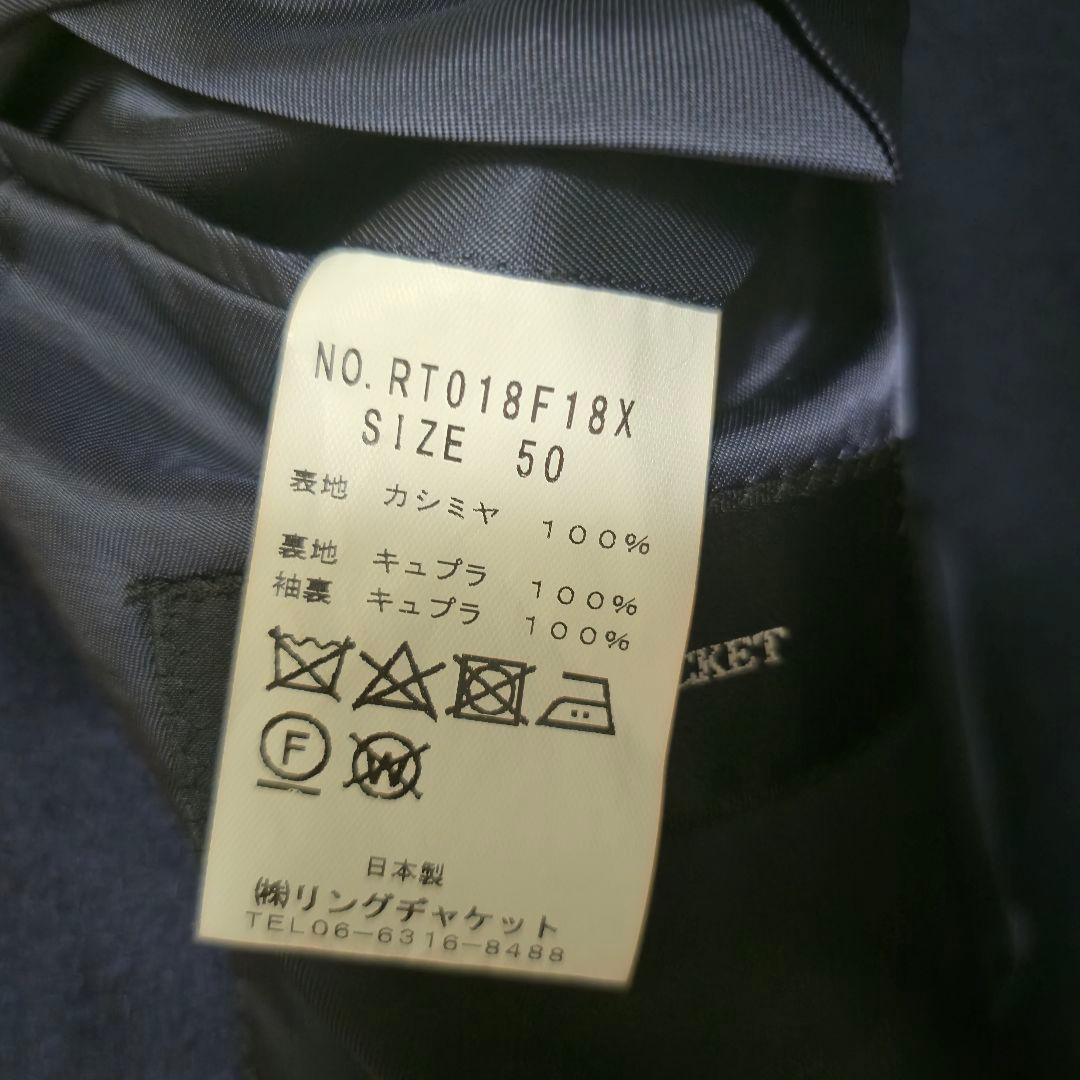 NO. RT018F18X
SIZE 50
表地 カシミヤ 100%
裏地 キュプラ 100%
袖裏 キュプラ 100%
F
W
日本製
㈱リングヂャケット
TEL06-6316-8488
CKET